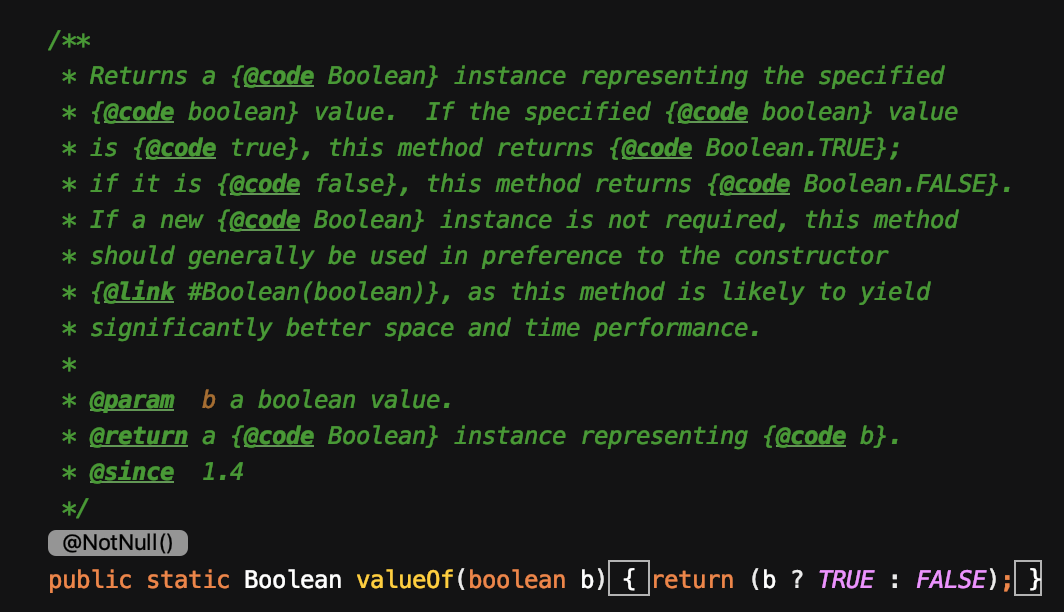 /**
 * Returns a {@code Boolean} instance representing the specified
 * {@code boolean} value.  If the specified {@code boolean} value
 * is {@code true}, this method returns {@code Boolean.TRUE};
 * if it is {@code false}, this method returns {@code Boolean.FALSE}.
 * If a new {@code Boolean} instance is not required, this method
 * should generally be used in preference to the constructor
 * {@link #Boolean(boolean)}, as this method is likely to yield
 * significantly better space and time performance.
 *
 * @param  b a boolean value.
 * @return a {@code Boolean} instance representing {@code b}.
 * @since  1.4
 */
@NotNull()
public static Boolean valueOf(boolean b) { return (b ? TRUE : FALSE); }